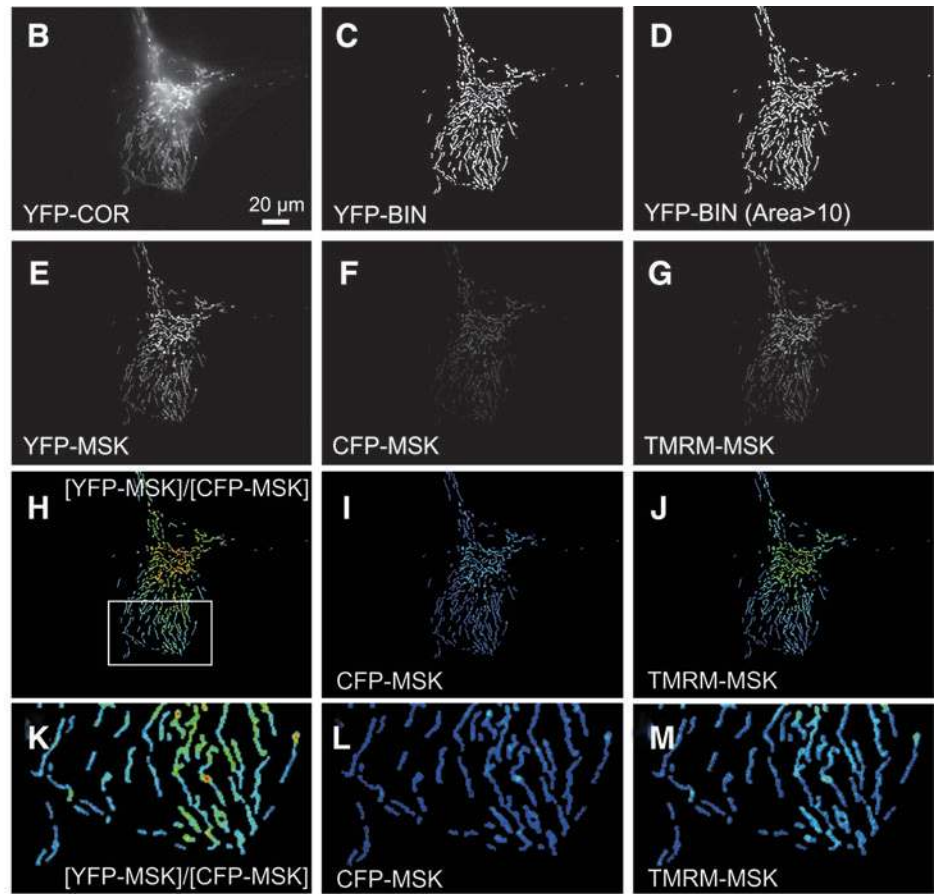 B
C
D
YFP-COR
20 µm
YFP-BIN
YFP-BIN (Area>10)
E
F
G
YFP-MSK
CFP-MSK
TMRM-MSK
[YFP-MSK]/[CFP-MSK]
H
I
J
CFP-MSK
TMRM-MSK
K
L
M
[YFP-MSK]/[CFP-MSK]
CFP-MSK
TMRM-MSK